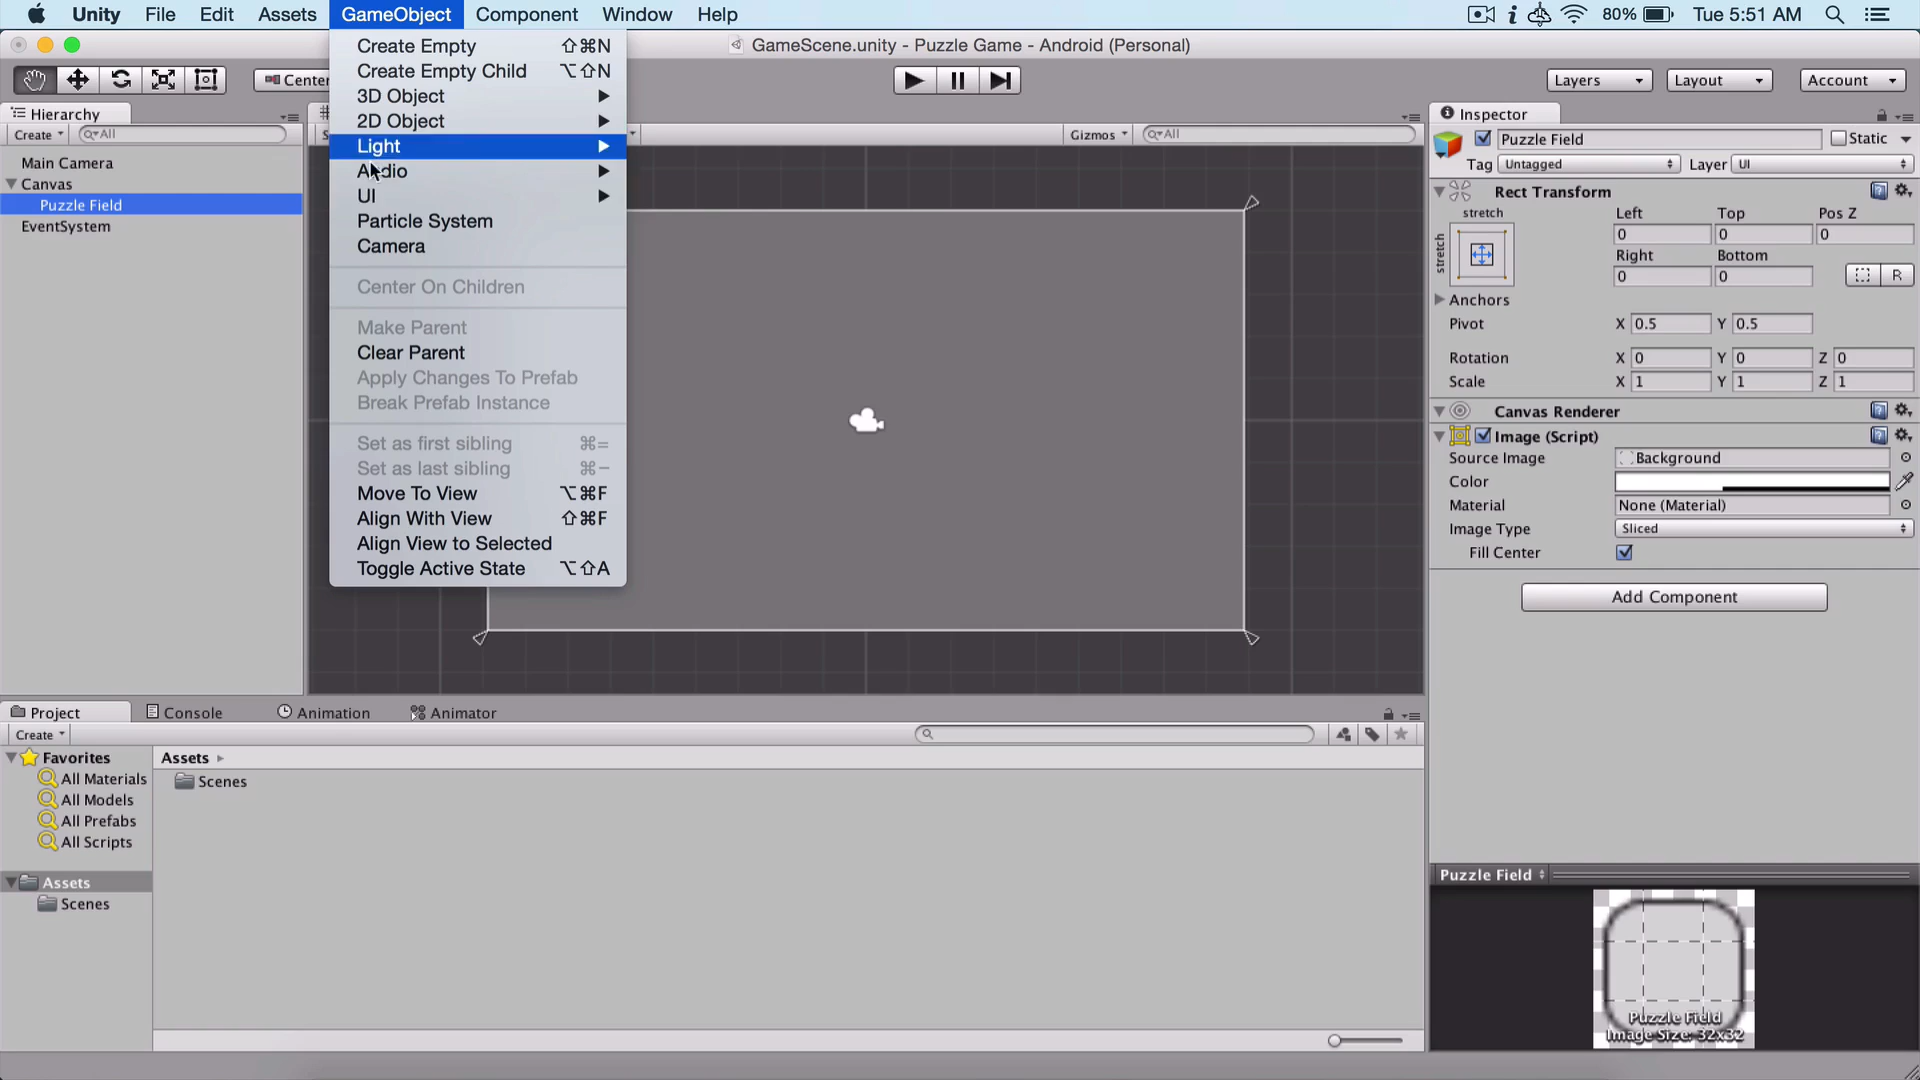 Unity File Edit Assets GameObject Component Window Help 80% Tue 5:51 AM
GameScene.unity - Puzzle Game - Android (Personal)
Center Layers Layout Account
Hierarchy
Create All
Main Camera
Canvas
Puzzle Field
EventSystem
Create Empty ⇧⌘N
Create Empty Child ⌥⇧N
3D Object
2D Object
Light
Audio
UI
Particle System
Camera
Center On Children
Make Parent
Clear Parent
Apply Changes To Prefab
Break Prefab Instance
Set as first sibling ⌘=
Set as last sibling ⌘-
Move To View ⌥⌘F
Align With View ⇧⌘F
Align View to Selected
Toggle Active State ⌥⇧A
Gizmos All
Inspector
Puzzle Field Static
Tag Untagged Layer UI
Rect Transform
stretch Left Top Pos Z
stretch 0 0 0
Right Bottom
0 0 R
Anchors
Pivot X 0.5 Y 0.5
Rotation X 0 Y 0 Z 0
Scale X 1 Y 1 Z 1
Canvas Renderer
Image (Script)
Source Image Background
Color
Material None (Material)
Image Type Sliced
Fill Center
Add Component
Project Console Animation Animator
Create
Favorites
All Materials
All Models
All Prefabs
All Scripts
Assets
Scenes
Assets
Scenes
Puzzle Field
Puzzle Field
Image Size: 32x32